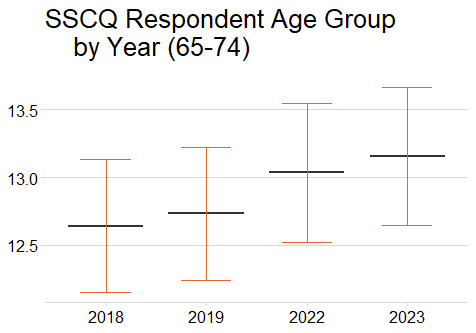 SSCQ Respondent Age Group
by Year (65-74)
13.5
13.0
12.5
2018 2019 2022 2023